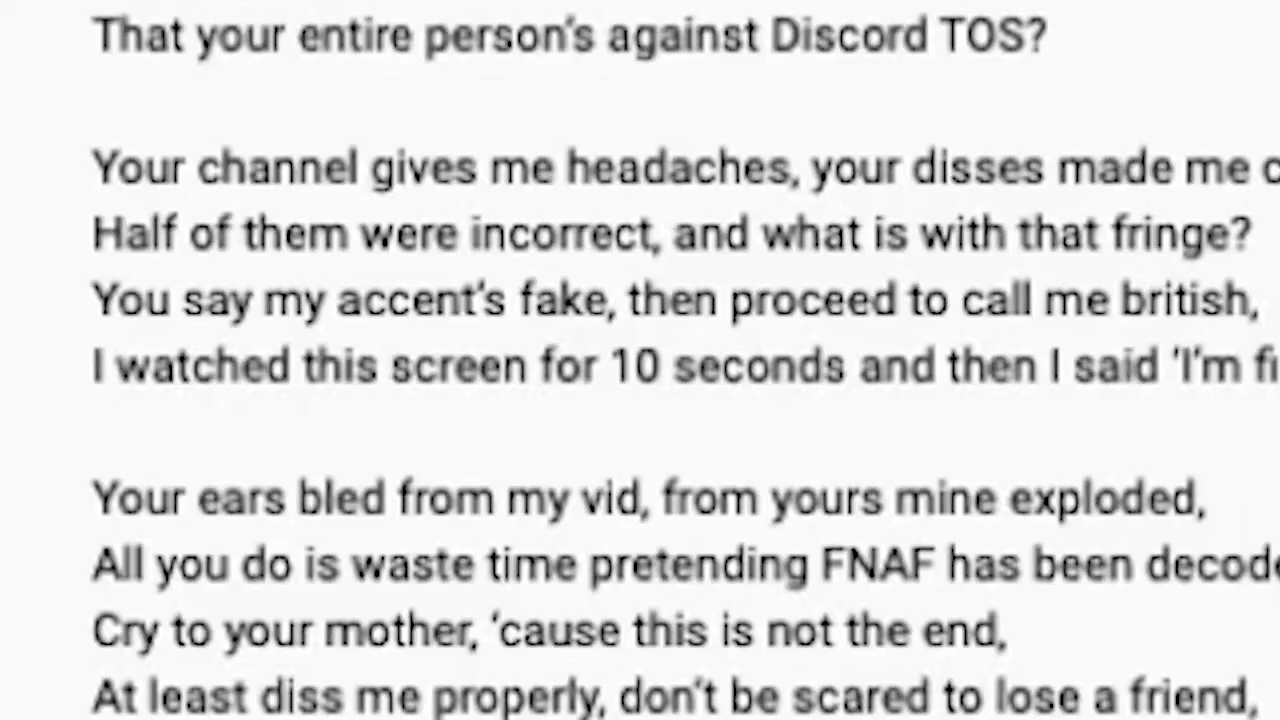 That your entire person's against Discord TOS?
Your channel gives me headaches, your disses made me
Half of them were incorrect, and what is with that fringe?
You say my accent's fake, then proceed to call me british,
I watched this screen for 10 seconds and then I said 'I'm
Your ears bled from my vid, from yours mine exploded,
All you do is waste time pretending FNAF has been
Cry to your mother, 'cause this is not the end,
At least diss me properly, don't be scared to lose a friend,